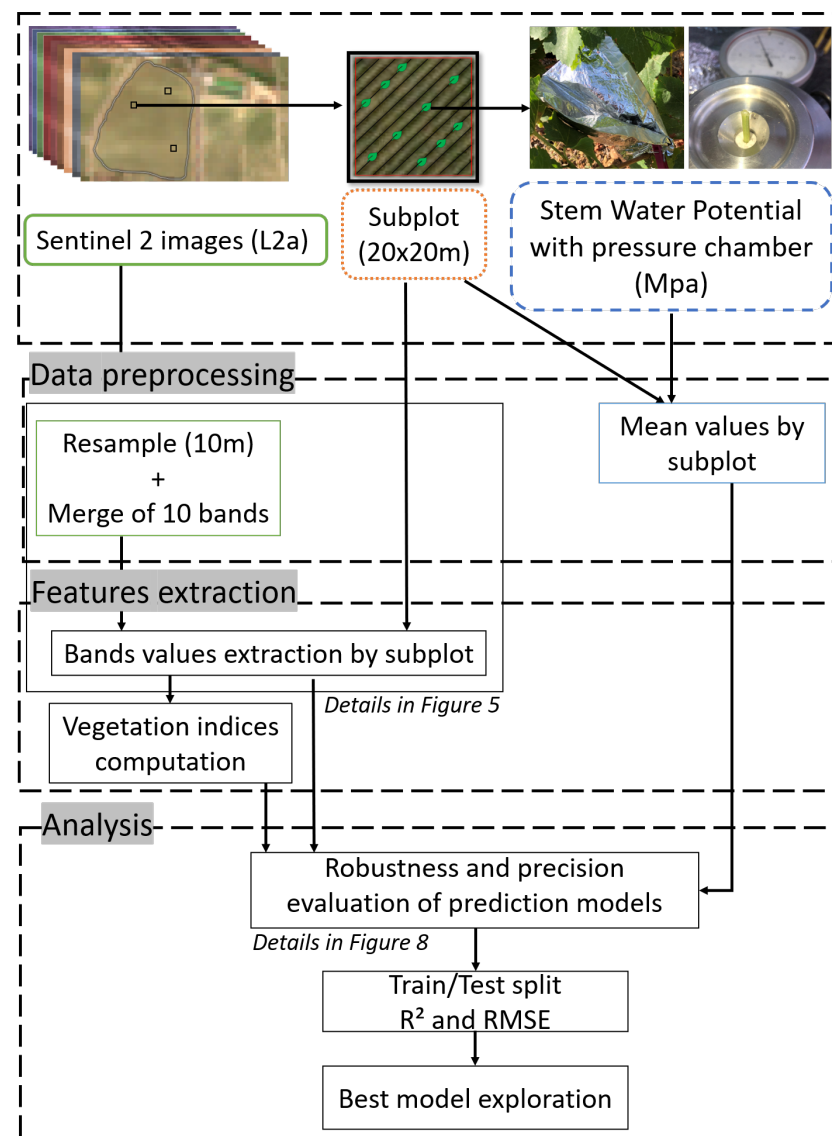 Sentinel 2 images (L2a)
Subplot
(20x20m)
Stem Water Potential
with pressure chamber
(Mpa)
Data preprocessing
Resample (10m)
+
Merge of 10 bands
Mean values by
subplot
Features extraction
Bands values extraction by subplot
Details in Figure 5
Vegetation indices
computation
Analysis
Robustness and precision
evaluation of prediction models
Details in Figure 8
Train/Test split
R² and RMSE
Best model exploration